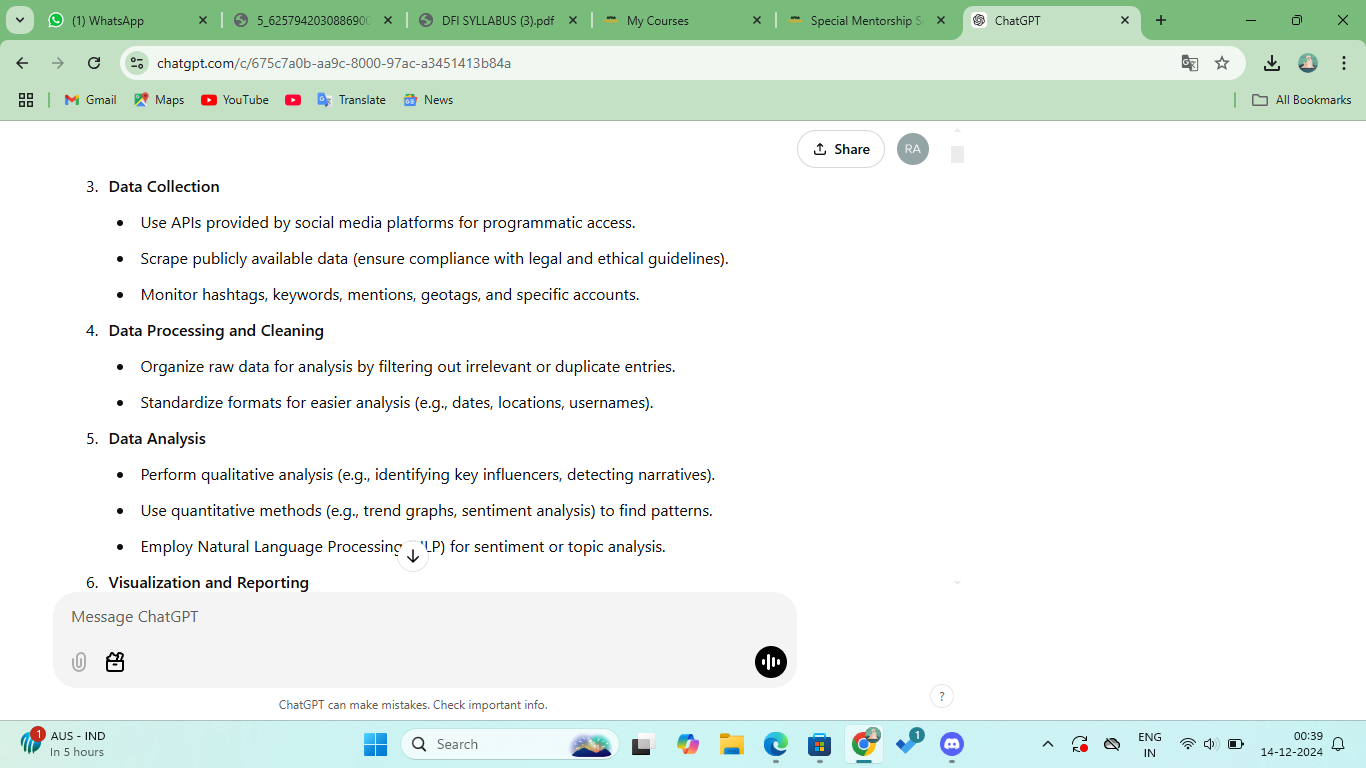 (1) WhatsApp
5_6257942030886900
DFI SYLLABUS (3).pdf
My Courses
Special Mentorship S
ChatGPT
chatgpt.com/c/675c7a0b-aa9c-8000-97ac-a3451413b84a
Gmail
Maps
YouTube
Translate
News
All Bookmarks
Share
RA
3. Data Collection
• Use APIs provided by social media platforms for programmatic access.
• Scrape publicly available data (ensure compliance with legal and ethical guidelines).
• Monitor hashtags, keywords, mentions, geotags, and specific accounts.
4. Data Processing and Cleaning
• Organize raw data for analysis by filtering out irrelevant or duplicate entries.
• Standardize formats for easier analysis (e.g., dates, locations, usernames).
5. Data Analysis
• Perform qualitative analysis (e.g., identifying key influencers, detecting narratives).
• Use quantitative methods (e.g., trend graphs, sentiment analysis) to find patterns.
• Employ Natural Language Processing (NLP) for sentiment or topic analysis.
6. Visualization and Reporting
Message ChatGPT
ChatGPT can make mistakes. Check important info.
?
1
AUS - IND
In 5 hours
Search
1
ENG
IN
00:39
14-12-2024